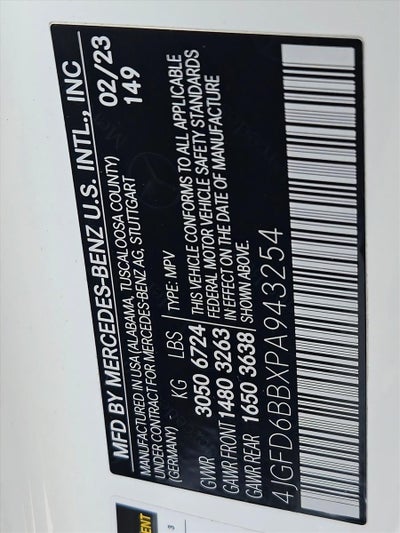 MFD BY MERCEDES-BENZ U.S. INTL., INC
MANUFACTURED IN USA (ALABAMA, TUSCALOOSA COUNTY) 02/23
UNDER CONTRACT FOR MERCEDES-BENZ AG, STUTTGART 149
(GERMANY)
KG LBS TYPE: MPV
GVWR 3050 6724 THIS VEHICLE CONFORMS TO ALL APPLICABLE
FEDERAL MOTOR VEHICLE SAFETY STANDARDS
GAWR FRONT 1480 3263 IN EFFECT ON THE DATE OF MANUFACTURE
GAWR REAR 1650 3638 SHOWN ABOVE.
4JGFD6BBXPA943254